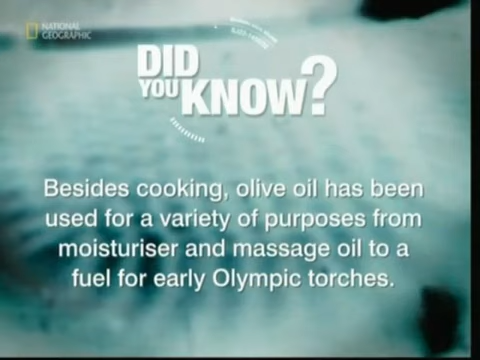 NATIONAL
GEOGRAPHIC
DID
YOU KNOW?
Besides cooking, olive oil has been
used for a variety of purposes from
moisturiser and massage oil to a
fuel for early Olympic torches.